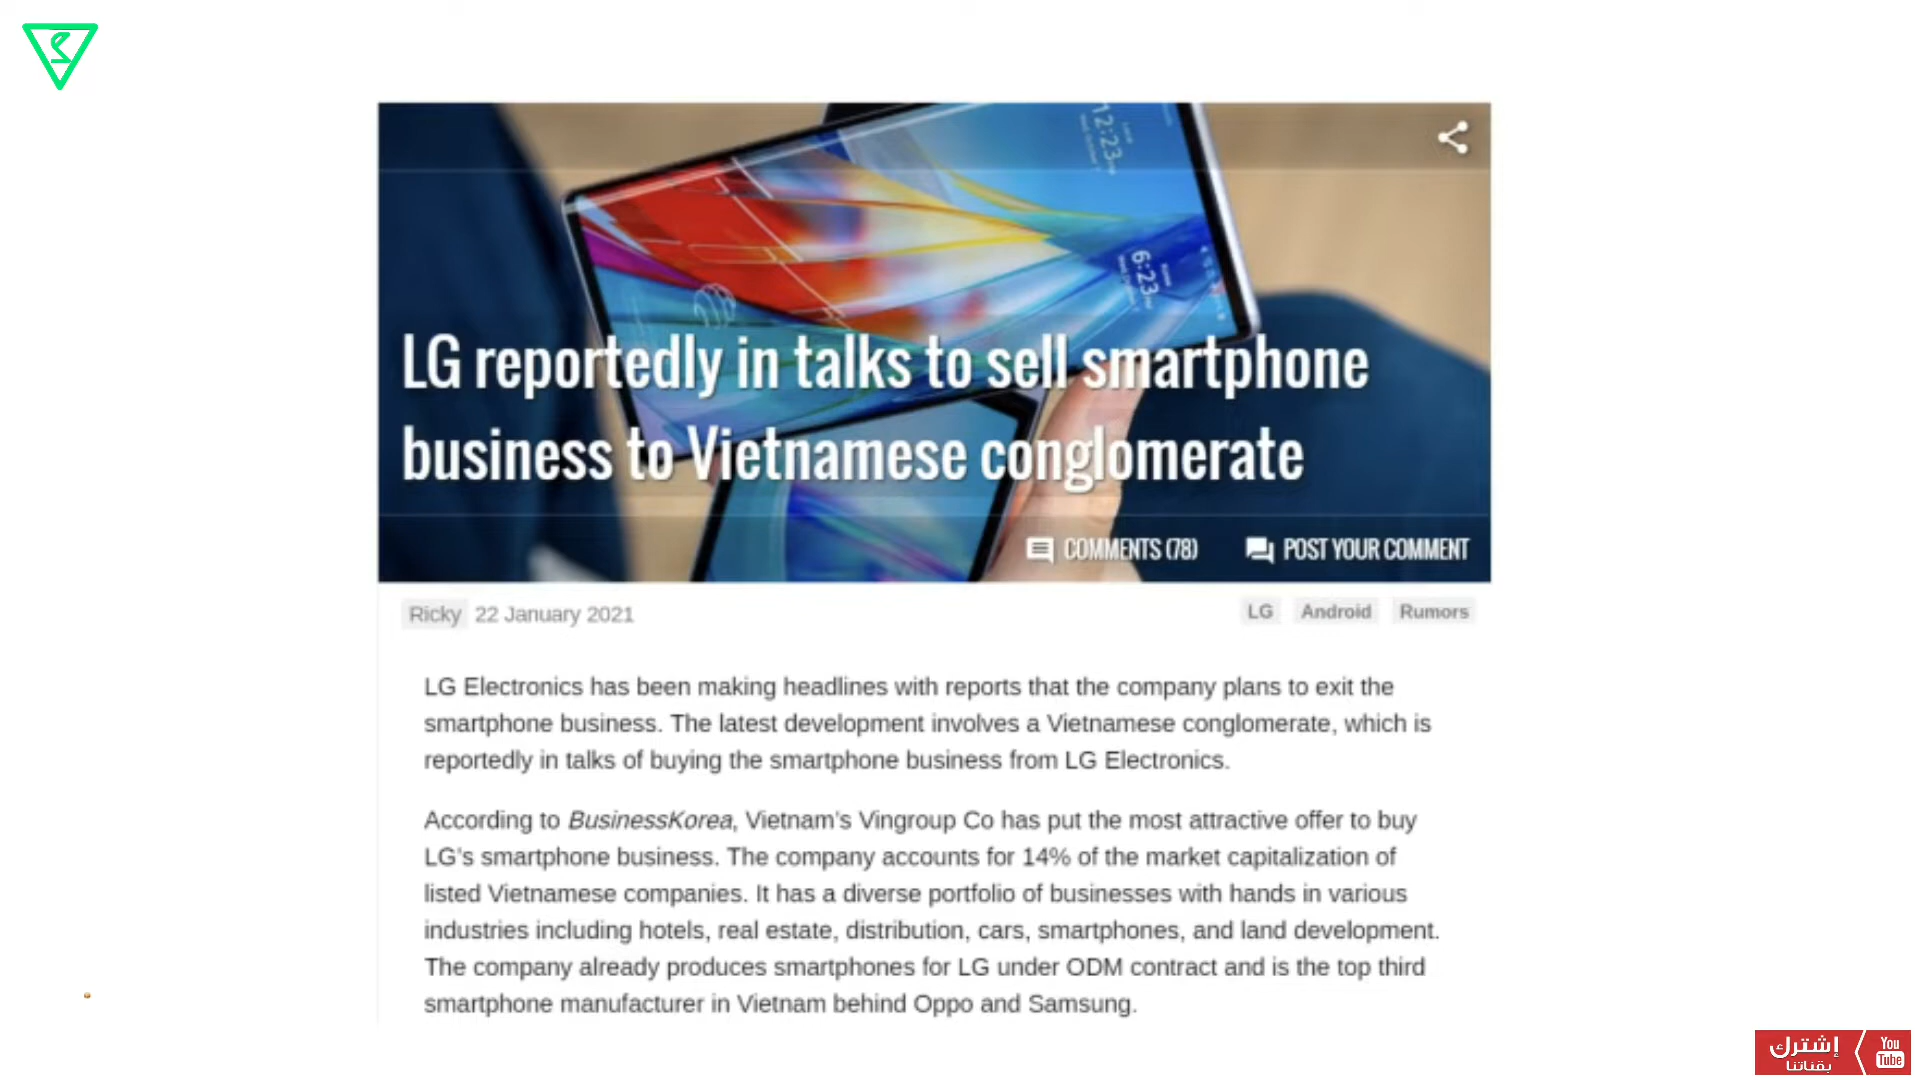 12:23
6:23
LG reportedly in talks to sell smartphone
business to Vietnamese conglomerate
COMMENTS (78)
POST YOUR COMMENT
Ricky 22 January 2021
LG Android Rumors
LG Electronics has been making headlines with reports that the company plans to exit the
smartphone business. The latest development involves a Vietnamese conglomerate, which is
reportedly in talks of buying the smartphone business from LG Electronics.
According to BusinessKorea, Vietnam's Vingroup Co has put the most attractive offer to buy
LG's smartphone business. The company accounts for 14% of the market capitalization of
listed Vietnamese companies. It has a diverse portfolio of businesses with hands in various
industries including hotels, real estate, distribution, cars, smartphones, and land development.
The company already produces smartphones for LG under ODM contract and is the top third
smartphone manufacturer in Vietnam behind Oppo and Samsung.
إشترك
بقناتنا
You
Tube